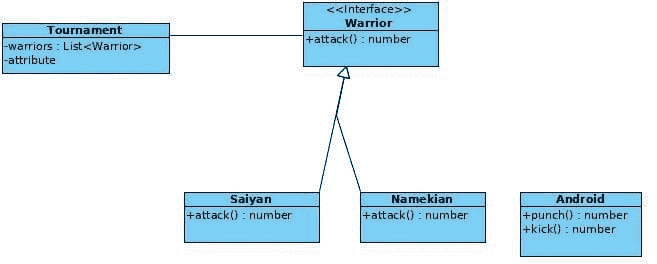 Tournament
-warriors : List<Warrior>
-attribute
<<Interface>>
Warrior
+attack() : number
Saiyan
+attack() : number
Namekian
+attack() : number
Android
+punch() : number
+kick() : number